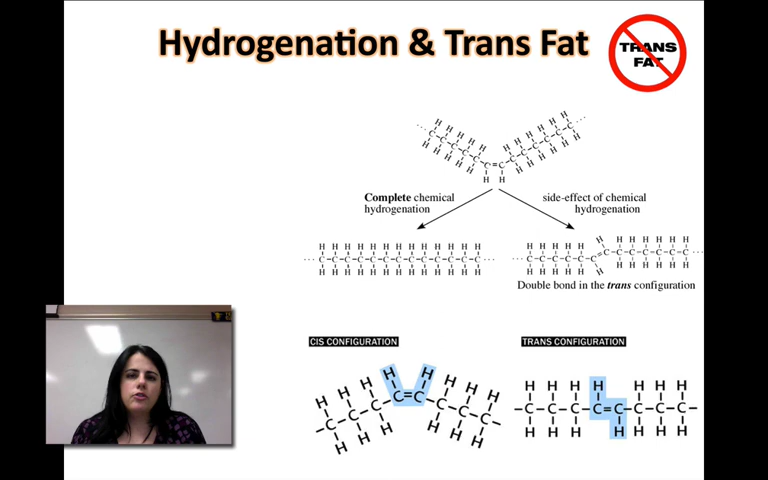 Hydrogenation & Trans Fat
TRANS
FAT
Complete chemical
hydrogenation
side-effect of chemical
hydrogenation
Double bond in the trans configuration
CIS CONFIGURATION
TRANS CONFIGURATION